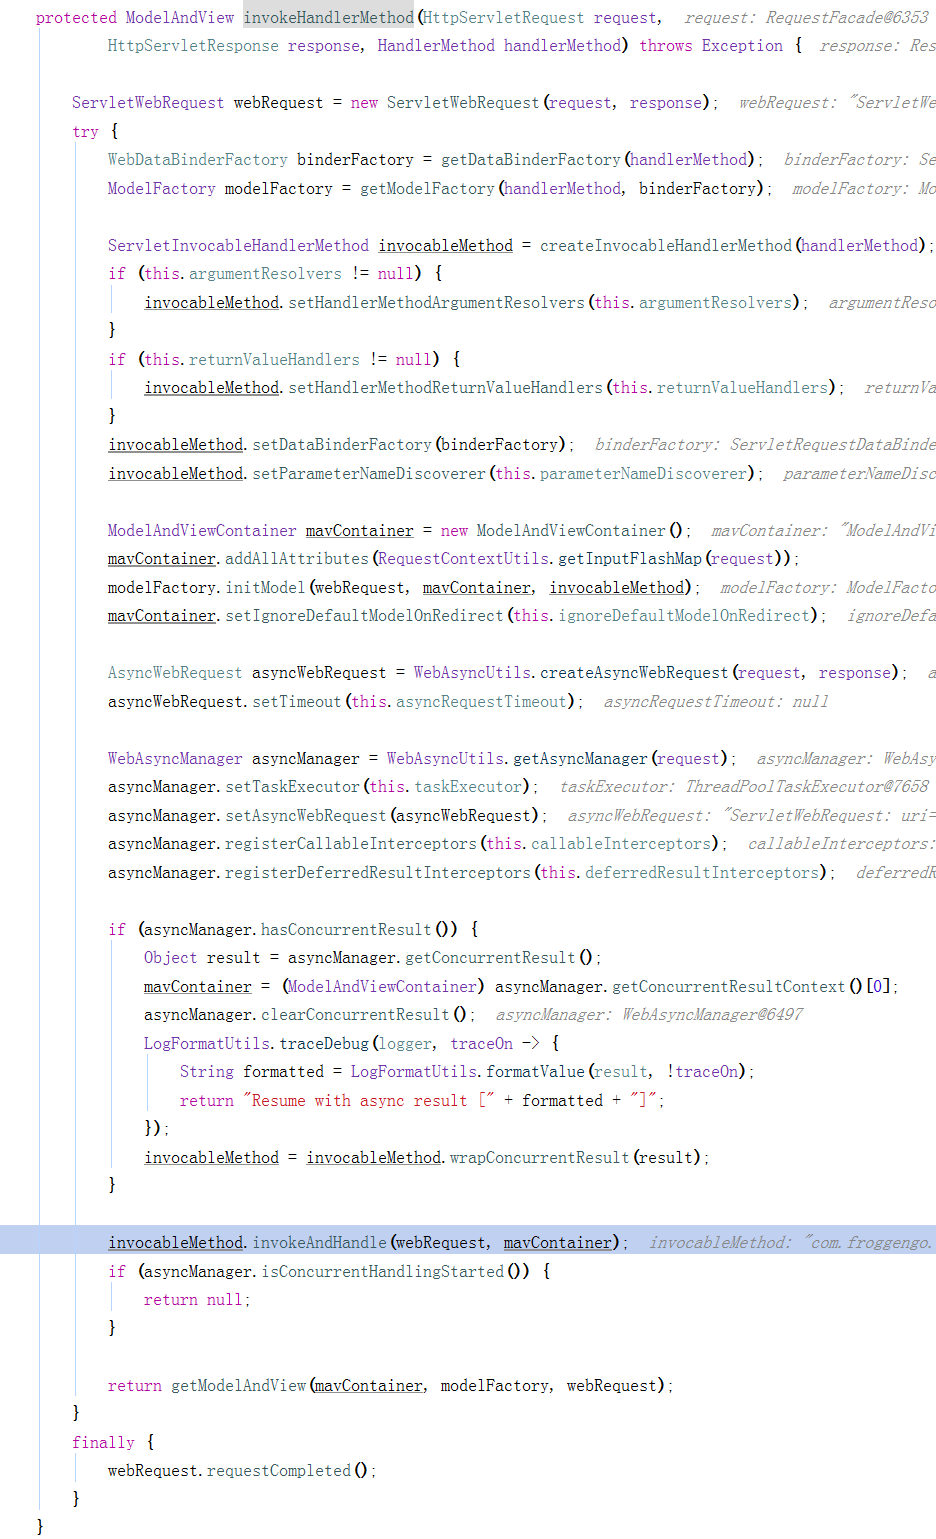 protected ModelAndView invokeHandlerMethod(HttpServletRequest request,  request: RequestFacade@6353
HttpServletResponse response, HandlerMethod handlerMethod) throws Exception {  response: Res
ServletWebRequest webRequest = new ServletWebRequest(request, response);  webRequest: "ServletWe
try {
WebDataBinderFactory binderFactory = getDataBinderFactory(handlerMethod);  binderFactory: Se
ModelFactory modelFactory = getModelFactory(handlerMethod, binderFactory);  modelFactory: Mo
ServletInvocableHandlerMethod invocableMethod = createInvocableHandlerMethod(handlerMethod);
if (this.argumentResolvers != null) {
invocableMethod.setHandlerMethodArgumentResolvers(this.argumentResolvers);  argumentReso
}
if (this.returnValueHandlers != null) {
invocableMethod.setHandlerMethodReturnValueHandlers(this.returnValueHandlers);  returnVa
}
invocableMethod.setDataBinderFactory(binderFactory);  binderFactory: ServletRequestDataBinde
invocableMethod.setParameterNameDiscoverer(this.parameterNameDiscoverer);  parameterNameDisc
ModelAndViewContainer mavContainer = new ModelAndViewContainer();  mavContainer: "ModelAndVi
mavContainer.addAllAttributes(RequestContextUtils.getInputFlashMap(request));
modelFactory.initModel(webRequest, mavContainer, invocableMethod);  modelFactory: ModelFacto
mavContainer.setIgnoreDefaultModelOnRedirect(this.ignoreDefaultModelOnRedirect);  ignoreDefa
AsyncWebRequest asyncWebRequest = WebAsyncUtils.createAsyncWebRequest(request, response);  a
asyncWebRequest.setTimeout(this.asyncRequestTimeout);  asyncRequestTimeout: null
WebAsyncManager asyncManager = WebAsyncUtils.getAsyncManager(request);  asyncManager: WebAsy
asyncManager.setTaskExecutor(this.taskExecutor);  taskExecutor: ThreadPoolTaskExecutor@7658
asyncManager.setAsyncWebRequest(asyncWebRequest);  asyncWebRequest: "ServletWebRequest: uri=
asyncManager.registerCallableInterceptors(this.callableInterceptors);  callableInterceptors:
asyncManager.registerDeferredResultInterceptors(this.deferredResultInterceptors);  deferredR
if (asyncManager.hasConcurrentResult()) {
Object result = asyncManager.getConcurrentResult();
mavContainer = (ModelAndViewContainer) asyncManager.getConcurrentResultContext()[0];
asyncManager.clearConcurrentResult();  asyncManager: WebAsyncManager@6497
LogFormatUtils.traceDebug(logger, traceOn -> {
String formatted = LogFormatUtils.formatValue(result, !traceOn);
return "Resume with async result [" + formatted + "]";
});
invocableMethod = invocableMethod.wrapConcurrentResult(result);
}
invocableMethod.invokeAndHandle(webRequest, mavContainer);  invocableMethod: "com.froggengo.
if (asyncManager.isConcurrentHandlingStarted()) {
return null;
}
return getModelAndView(mavContainer, modelFactory, webRequest);
}
finally {
webRequest.requestCompleted();
}
}